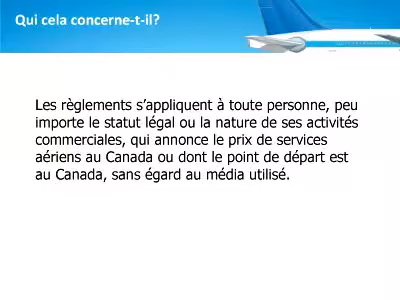 Qui cela concerne-t-il?
Les règlements s’appliquent à toute personne, peu
importe le statut légal ou la nature de ses activités
commerciales, qui annonce le prix de services
aériens au Canada ou dont le point de départ est
au Canada, sans égard au média utilisé.